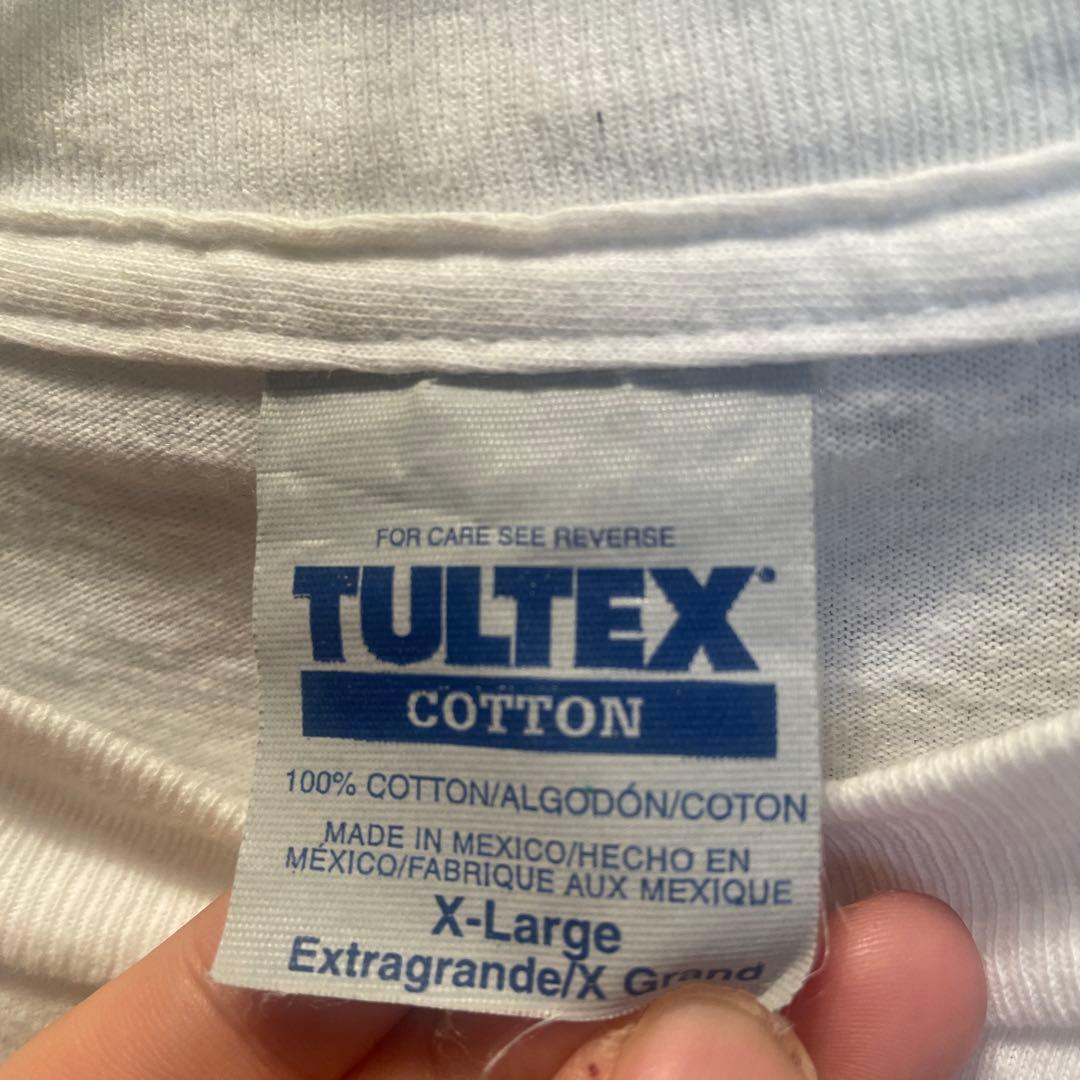 FOR CARE SEE REVERSE
TULTEX®
COTTON
100% COTTON/ALGODÓN/COTON
MADE IN MEXICO/HECHO EN
MÉXICO/FABRIQUE AUX MEXIQUE
X-Large
Extragrande/X Grand